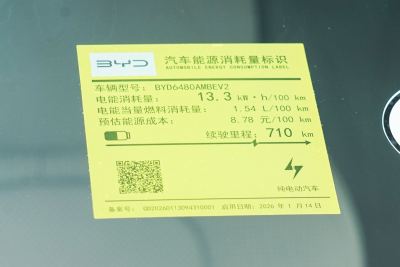 BYD 汽车能源消耗量标识
AUTOMOBILE ENERGY CONSUMPTION LABEL
车辆型号: BYD6480AMBEV2
电能消耗量: 13.3 kW·h/100 km
电能当量燃料消耗量: 1.54 L/100 km
预估能源成本: 8.78 元/100 km
续驶里程: 710 km
纯电动汽车
备案号: QD20260113094310001 启用日期: 2026 年 1 月 14 日